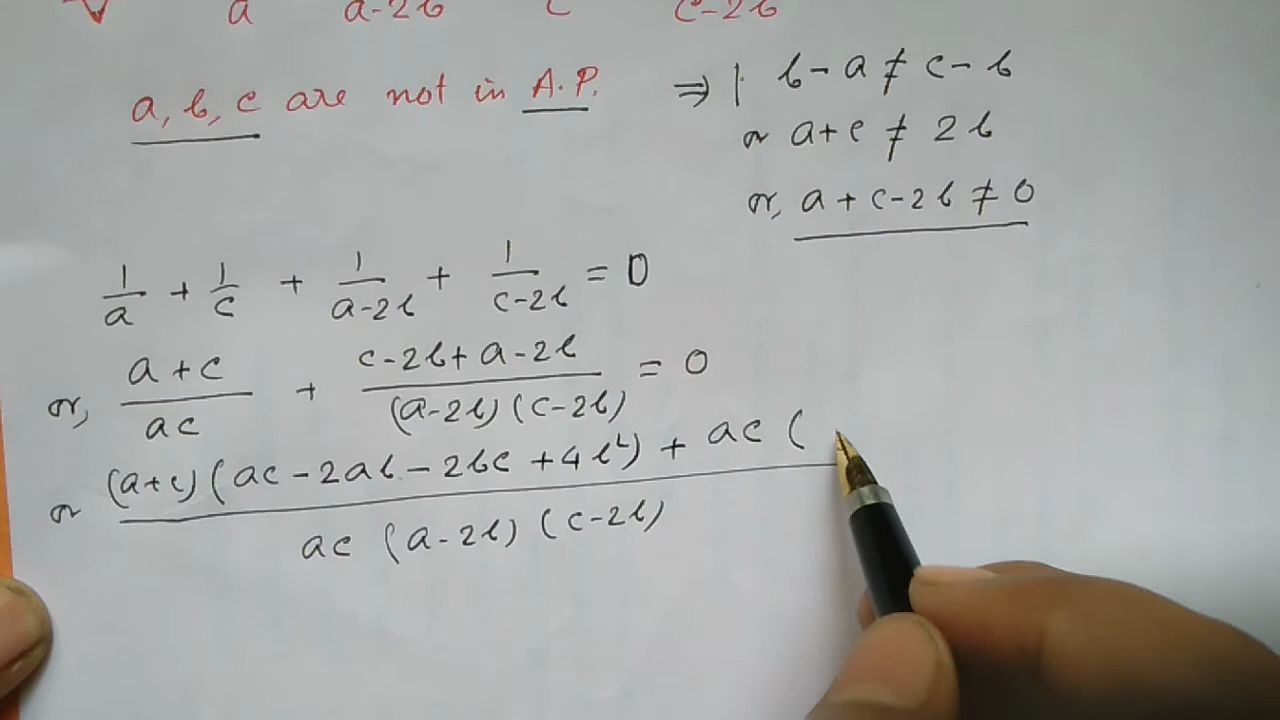 a a-2b c c-2b
a, b, c are not in A.P. ⇒ | b-a ≠ c-b
or a+c ≠ 2b
or, a+c-2b ≠ 0
1/a + 1/c + 1/(a-2b) + 1/(c-2b) = 0
or, (a+c)/ac + (c-2b+a-2b)/((a-2b)(c-2b)) = 0
or ((a+c)(ac-2ab-2bc+4b²) + ac(
ac (a-2b)(c-2b)